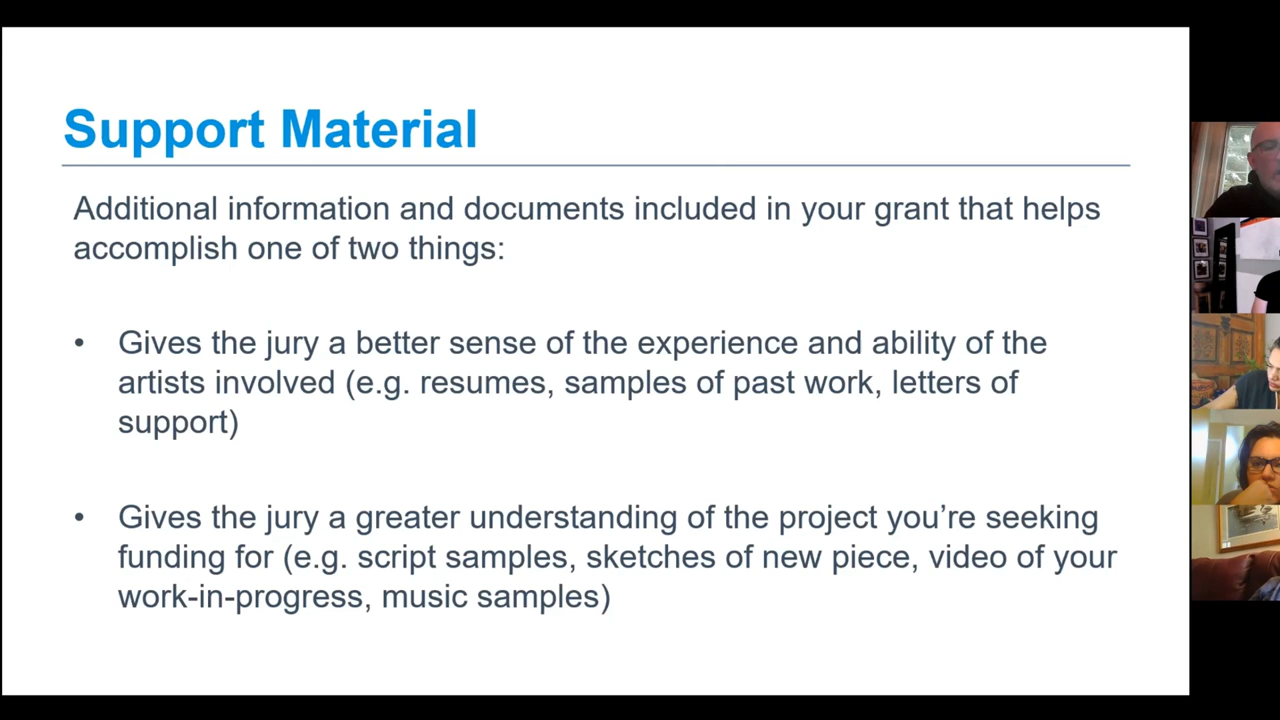 Support Material
Additional information and documents included in your grant that helps
accomplish one of two things:
• Gives the jury a better sense of the experience and ability of the
artists involved (e.g. resumes, samples of past work, letters of
support)
• Gives the jury a greater understanding of the project you’re seeking
funding for (e.g. script samples, sketches of new piece, video of your
work-in-progress, music samples)